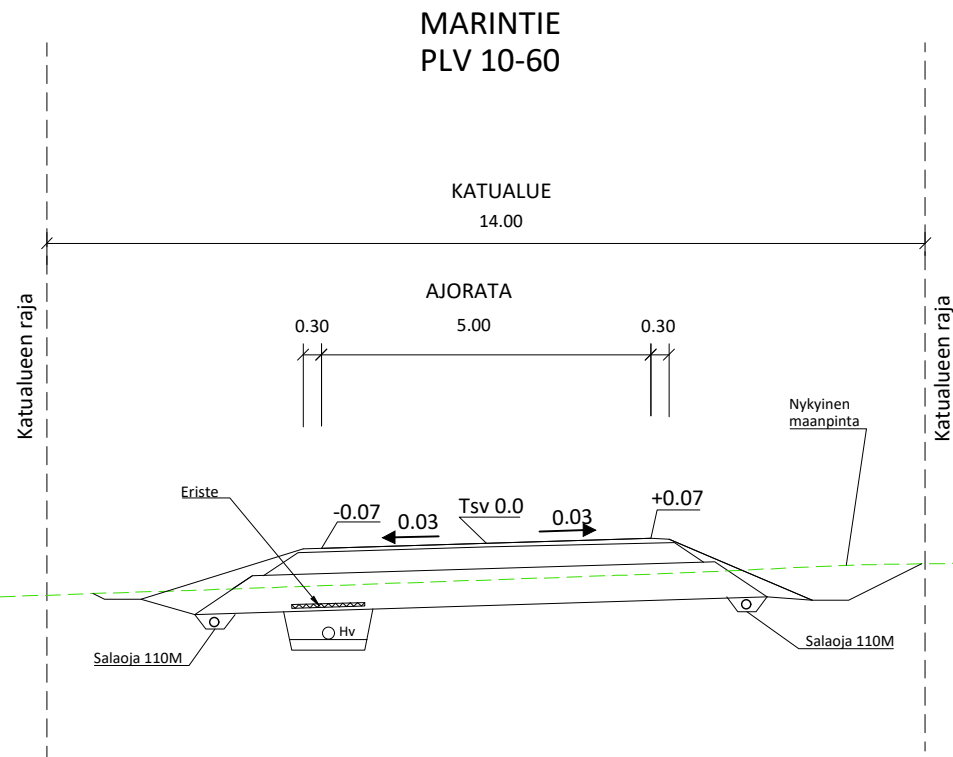 MARINTIE
PLV 10-60
KATUALUE
14.00
AJORATA
0.30
5.00
0.30
Katualueen raja
Katualueen raja
Nykyinen
maanpinta
Eriste
-0.07
0.03
Tsv 0.0
0.03
+0.07
Hv
Salaoja 110M
Salaoja 110M